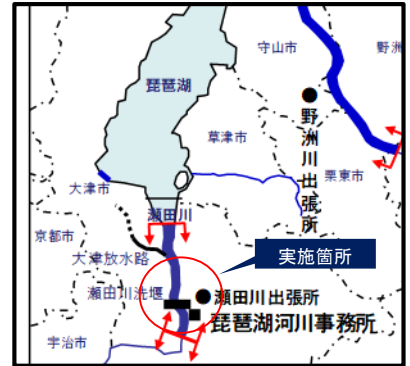 守山市
野洲
琵琶湖
野洲川出張所
草津市
栗東市
大津市
瀬田川
京都市
大津放水路
実施箇所
瀬田川洗堰
瀬田川出張所
琵琶湖河川事務所
宇治市